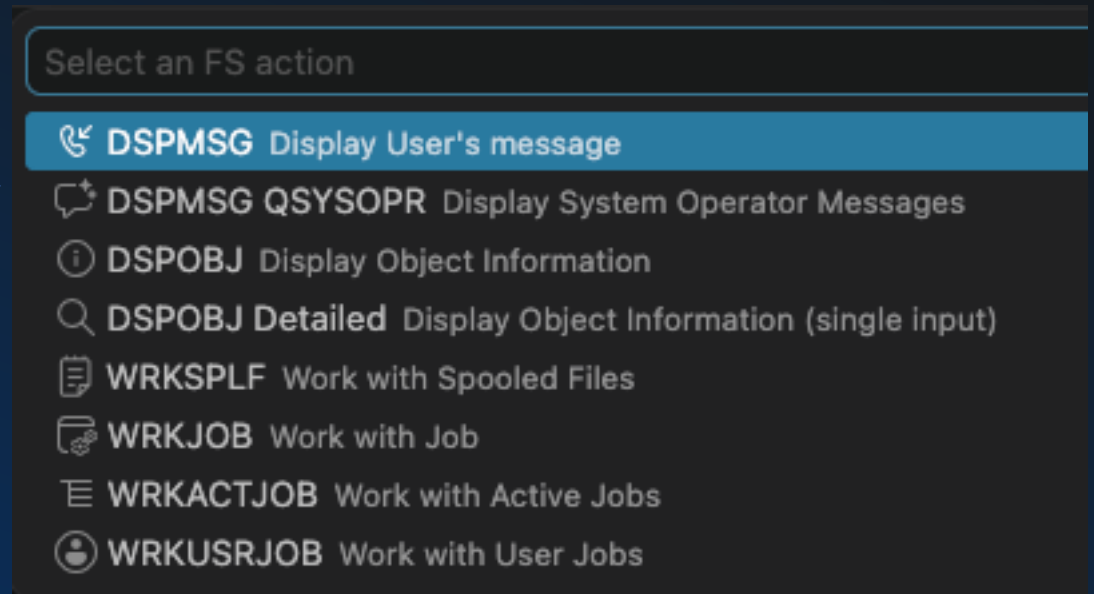 Select an FS action
DSPMSG Display User's message
DSPMSG QSYSOPR Display System Operator Messages
DSPOBJ Display Object Information
DSPOBJ Detailed Display Object Information (single input)
WRKSPLF Work with Spooled Files
WRKJOB Work with Job
WRKACTJOB Work with Active Jobs
WRKUSRJOB Work with User Jobs